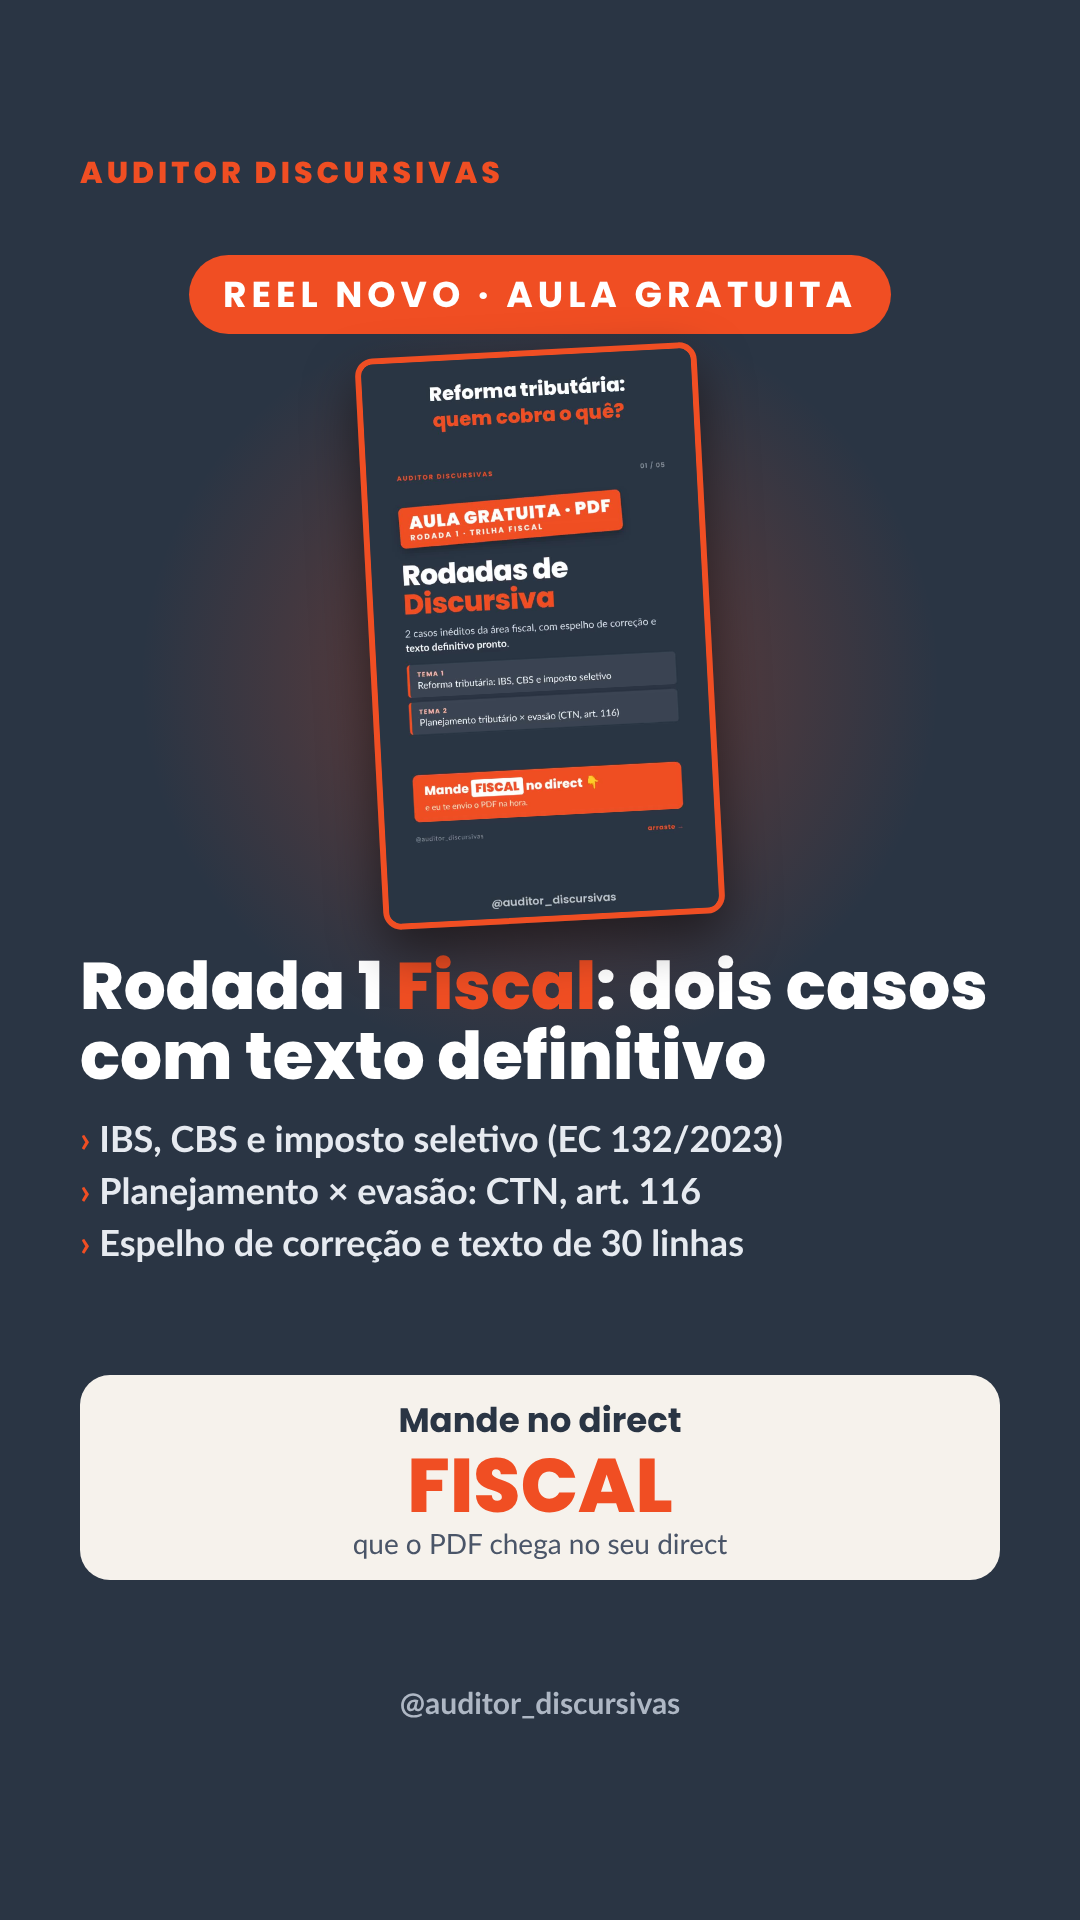 AUDITOR DISCURSIVAS
REEL NOVO · AULA GRATUITA
Reforma tributária:
quem cobra o quê?
AUDITOR DISCURSIVAS
01 / 05
AULA GRATUITA · PDF
RODADA 1 · TRILHA FISCAL
Rodadas de
Discursiva
2 casos inéditos da área fiscal, com espelho de correção e
texto definitivo pronto.
TEMA 1
Reforma tributária: IBS, CBS e imposto seletivo
TEMA 2
Planejamento tributário × evasão (CTN, art. 116)
Mande FISCAL no direct 👇
e eu te envio o PDF na hora.
@auditor_discursivas
arraste →
@auditor_discursivas
Rodada 1 Fiscal: dois casos
com texto definitivo
› IBS, CBS e imposto seletivo (EC 132/2023)
› Planejamento × evasão: CTN, art. 116
› Espelho de correção e texto de 30 linhas
Mande no direct
FISCAL
que o PDF chega no seu direct
@auditor_discursivas